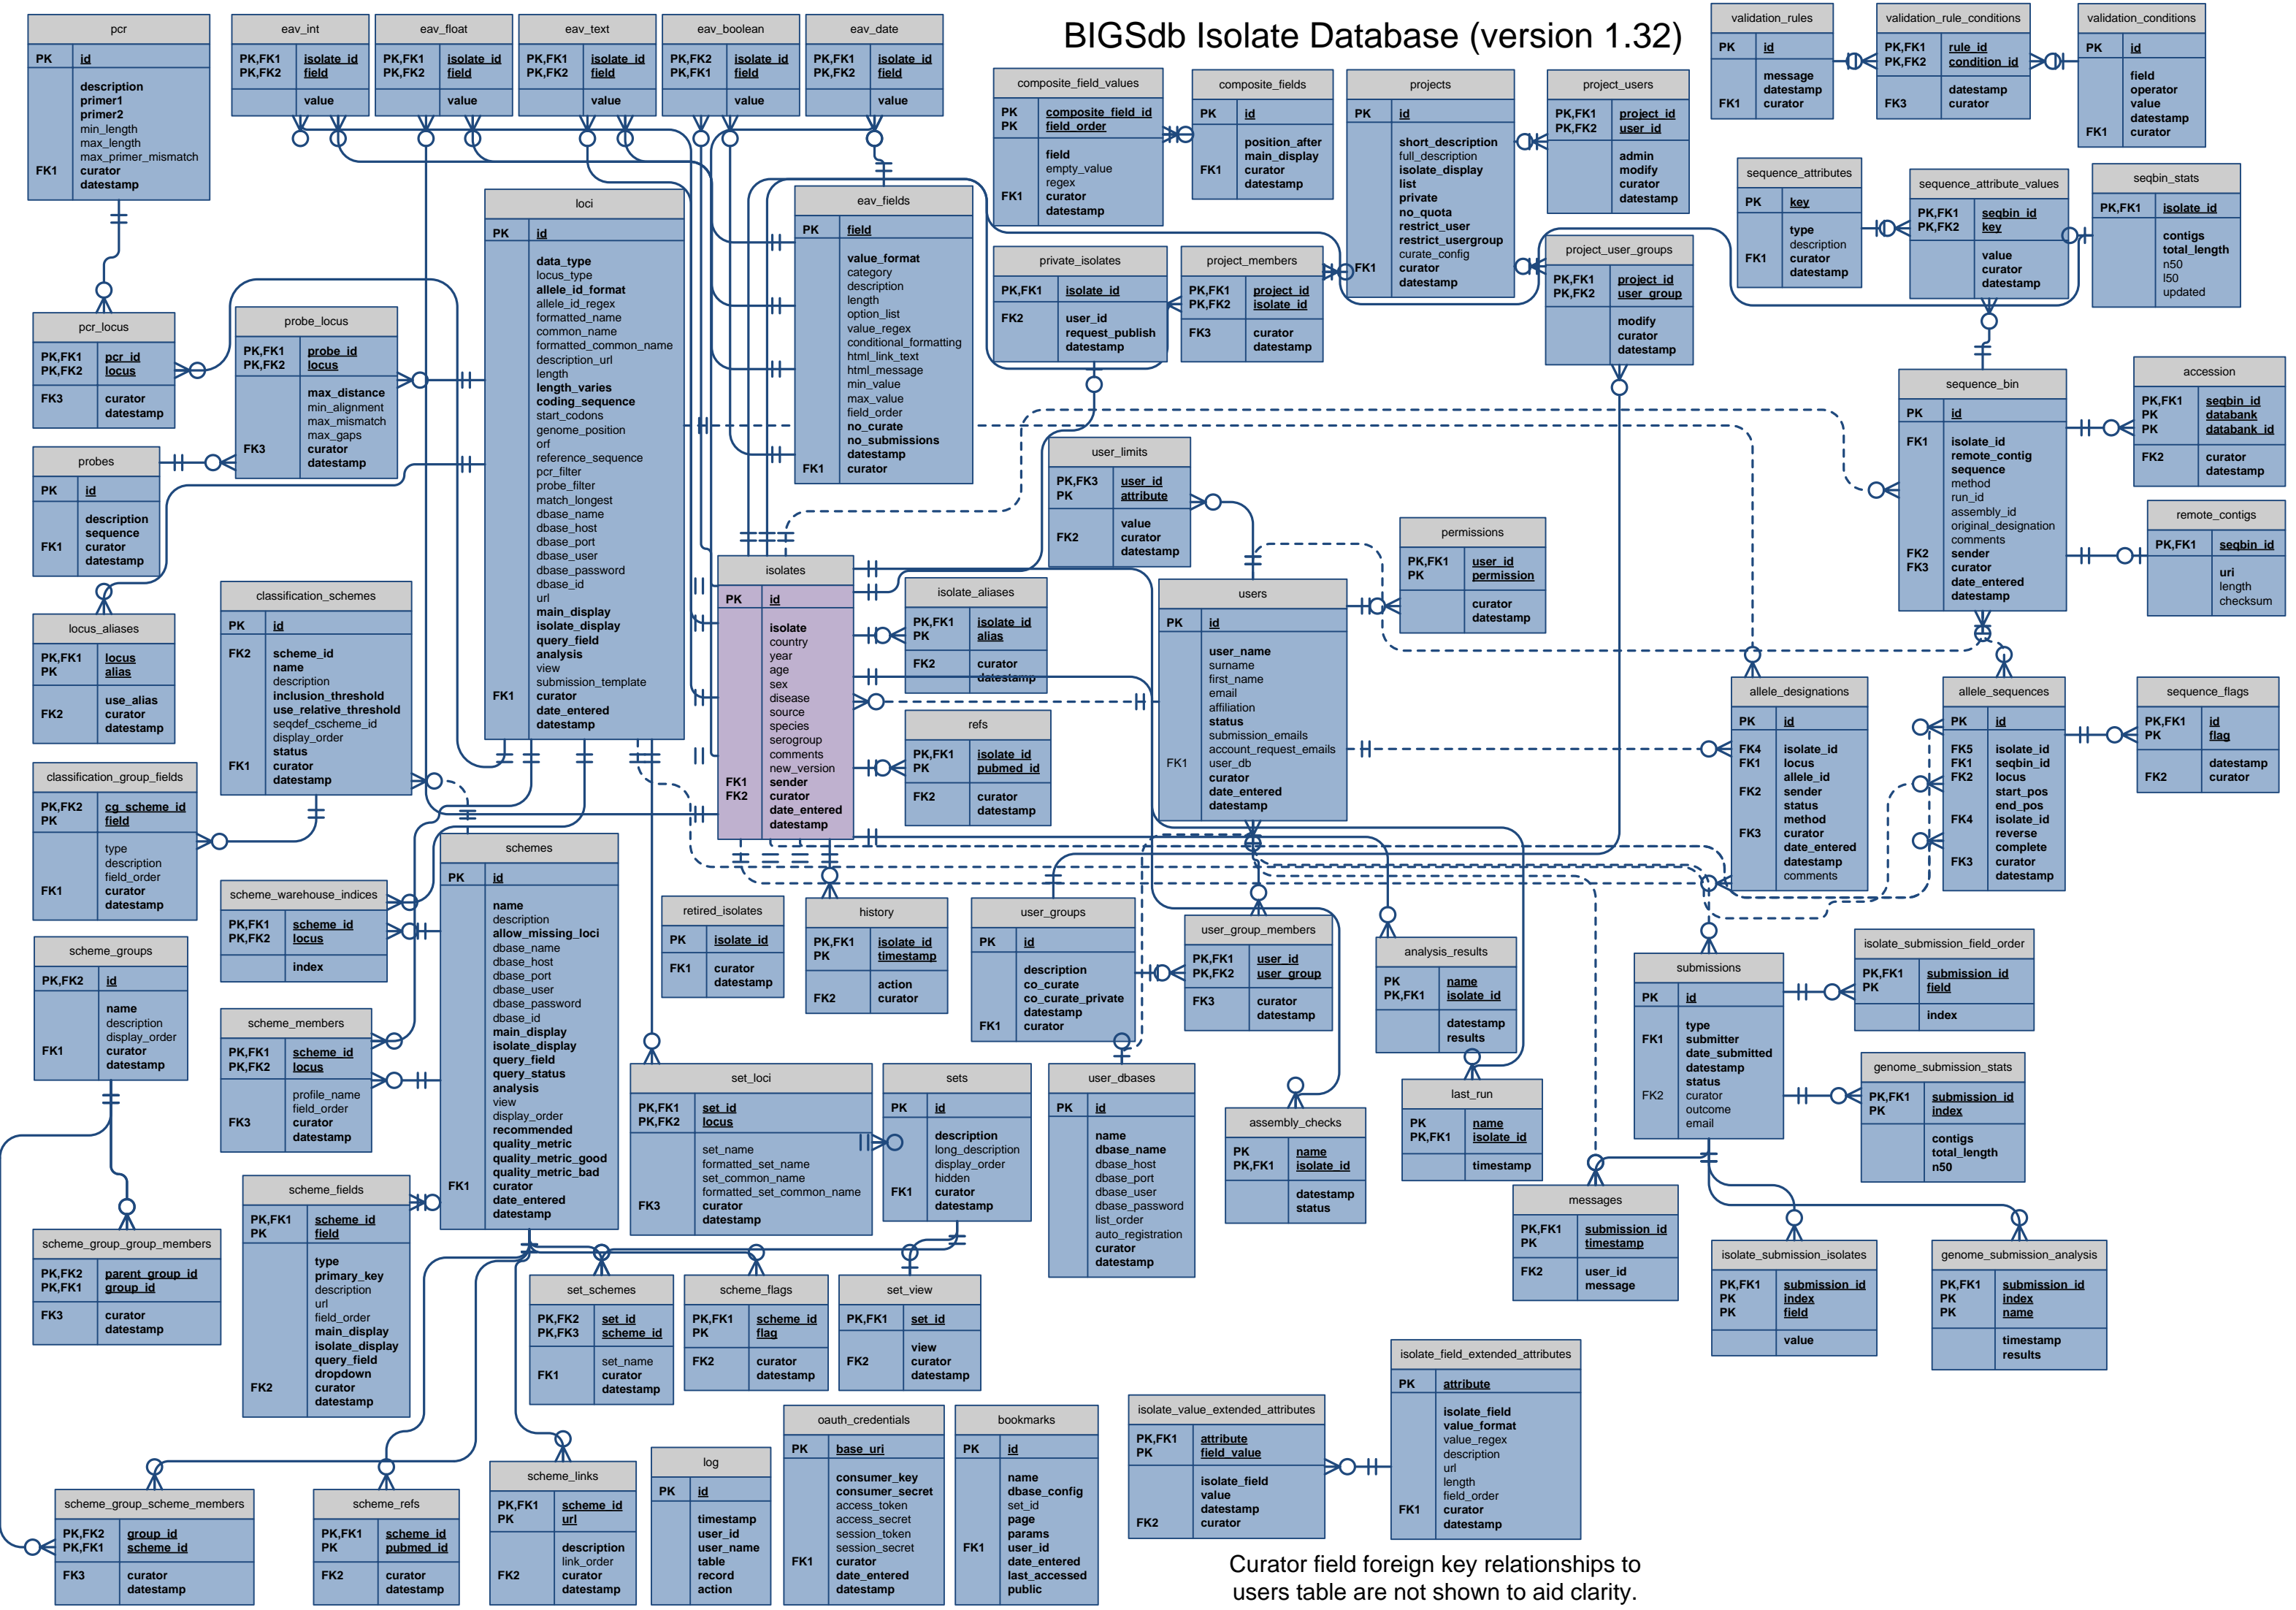 BIGSdb Isolate Database (version 1.32)
pcr
PK id
description
primer1
primer2
min_length
max_length
max_primer_mismatch
FK1 curator
datestamp
eav_int
PK,FK1 isolate_id
PK,FK2 field
value
eav_float
PK,FK1 isolate_id
PK,FK2 field
value
eav_text
PK,FK1 isolate_id
PK,FK2 field
value
eav_boolean
PK,FK2 isolate_id
PK,FK1 field
value
eav_date
PK,FK1 isolate_id
PK,FK2 field
value
composite_field_values
PK composite_field_id
PK field_order
field
empty_value
regex
FK1 curator
datestamp
composite_fields
PK id
position_after
main_display
FK1 curator
datestamp
projects
PK id
short_description
full_description
isolate_display
list
private
no_quota
restrict_user
restrict_usergroup
curate_config
FK1 curator
datestamp
project_users
PK,FK1 project_id
PK,FK2 user_id
admin
modify
curator
datestamp
validation_rules
PK id
message
datestamp
FK1 curator
validation_rule_conditions
PK,FK1 rule_id
PK,FK2 condition_id
datestamp
FK3 curator
validation_conditions
PK id
field
operator
value
datestamp
FK1 curator
sequence_attributes
PK key
type
description
FK1 curator
datestamp
sequence_attribute_values
PK,FK1 seqbin_id
PK,FK2 key
value
curator
datestamp
seqbin_stats
PK,FK1 isolate_id
contigs
total_length
n50
l50
updated
loci
PK id
data_type
locus_type
allele_id_format
allele_id_regex
formatted_name
common_name
formatted_common_name
description_url
length
length_varies
coding_sequence
start_codons
genome_position
orf
reference_sequence
pcr_filter
probe_filter
match_longest
dbase_name
dbase_host
dbase_port
dbase_user
dbase_password
dbase_id
url
main_display
isolate_display
query_field
analysis
view
submission_template
FK1 curator
date_entered
datestamp
eav_fields
PK field
value_format
category
description
length
option_list
value_regex
conditional_formatting
html_link_text
html_message
min_value
max_value
field_order
no_curate
no_submissions
datestamp
FK1 curator
private_isolates
PK,FK1 isolate_id
FK2 user_id
request_publish
datestamp
project_members
PK,FK1 project_id
PK,FK2 isolate_id
FK3 curator
datestamp
project_user_groups
PK,FK1 project_id
PK,FK2 user_group
modify
curator
datestamp
pcr_locus
PK,FK1 pcr_id
PK,FK2 locus
FK3 curator
datestamp
probe_locus
PK,FK1 probe_id
PK,FK2 locus
max_distance
min_alignment
max_mismatch
max_gaps
FK3 curator
datestamp
sequence_bin
PK id
FK1 isolate_id
remote_contig
sequence
method
run_id
assembly_id
original_designation
comments
FK2 sender
FK3 curator
date_entered
datestamp
accession
PK,FK1 seqbin_id
PK databank
PK databank_id
FK2 curator
datestamp
remote_contigs
PK,FK1 seqbin_id
uri
length
checksum
probes
PK id
description
sequence
FK1 curator
datestamp
user_limits
PK,FK3 user_id
PK attribute
value
FK2 curator
datestamp
permissions
PK,FK1 user_id
PK permission
curator
datestamp
isolates
PK id
isolate
country
year
age
sex
disease
source
species
serogroup
comments
new_version
FK1 sender
FK2 curator
date_entered
datestamp
isolate_aliases
PK,FK1 isolate_id
PK alias
FK2 curator
datestamp
users
PK id
user_name
surname
first_name
email
affiliation
status
submission_emails
account_request_emails
FK1 user_db
curator
date_entered
datestamp
classification_schemes
PK id
FK2 scheme_id
name
description
inclusion_threshold
use_relative_threshold
seqdef_cscheme_id
display_order
status
FK1 curator
datestamp
locus_aliases
PK,FK1 locus
PK alias
use_alias
FK2 curator
datestamp
refs
PK,FK1 isolate_id
PK pubmed_id
FK2 curator
datestamp
allele_designations
PK id
FK4 isolate_id
FK1 locus
allele_id
FK2 sender
status
method
FK3 curator
date_entered
datestamp
comments
allele_sequences
PK id
FK5 isolate_id
FK1 seqbin_id
FK2 locus
start_pos
end_pos
FK4 isolate_id
reverse
complete
FK3 curator
datestamp
sequence_flags
PK,FK1 id
PK flag
datestamp
FK2 curator
classification_group_fields
PK,FK2 cg_scheme_id
PK field
type
description
field_order
FK1 curator
datestamp
schemes
PK id
name
description
allow_missing_loci
dbase_name
dbase_host
dbase_port
dbase_user
dbase_password
dbase_id
main_display
isolate_display
query_field
query_status
analysis
view
display_order
recommended
quality_metric
quality_metric_good
quality_metric_bad
FK1 curator
date_entered
datestamp
scheme_warehouse_indices
PK,FK1 scheme_id
PK,FK2 locus
index
scheme_groups
PK,FK2 id
name
description
display_order
FK1 curator
datestamp
scheme_members
PK,FK1 scheme_id
PK,FK2 locus
profile_name
field_order
FK3 curator
datestamp
retired_isolates
PK isolate_id
FK1 curator
datestamp
history
PK,FK1 isolate_id
PK timestamp
action
FK2 curator
user_groups
PK id
description
co_curate
co_curate_private
datestamp
FK1 curator
user_group_members
PK,FK1 user_id
PK,FK2 user_group
FK3 curator
datestamp
analysis_results
PK name
PK,FK1 isolate_id
datestamp
results
submissions
PK id
type
FK1 submitter
date_submitted
datestamp
status
FK2 curator
outcome
email
isolate_submission_field_order
PK,FK1 submission_id
PK field
index
genome_submission_stats
PK,FK1 submission_id
PK index
contigs
total_length
n50
set_loci
PK,FK1 set_id
PK,FK2 locus
set_name
formatted_set_name
set_common_name
formatted_set_common_name
FK3 curator
datestamp
sets
PK id
description
long_description
display_order
hidden
FK1 curator
datestamp
user_dbases
PK id
name
dbase_name
dbase_host
dbase_port
dbase_user
dbase_password
list_order
auto_registration
curator
datestamp
assembly_checks
PK name
PK,FK1 isolate_id
datestamp
status
last_run
PK name
PK,FK1 isolate_id
timestamp
scheme_fields
PK,FK1 scheme_id
PK field
type
primary_key
description
url
field_order
main_display
isolate_display
query_field
dropdown
FK2 curator
datestamp
messages
PK,FK1 submission_id
PK timestamp
FK2 user_id
message
isolate_submission_isolates
PK,FK1 submission_id
PK index
PK field
value
genome_submission_analysis
PK,FK1 submission_id
PK index
PK name
timestamp
results
scheme_group_group_members
PK,FK2 parent_group_id
PK,FK1 group_id
FK3 curator
datestamp
set_schemes
PK,FK2 set_id
PK,FK3 scheme_id
set_name
FK1 curator
datestamp
scheme_flags
PK,FK1 scheme_id
PK flag
FK2 curator
datestamp
set_view
PK,FK1 set_id
view
FK2 curator
datestamp
isolate_field_extended_attributes
PK attribute
isolate_field
value_format
value_regex
description
url
length
field_order
FK1 curator
datestamp
isolate_value_extended_attributes
PK,FK1 attribute
PK field_value
isolate_field
value
datestamp
FK2 curator
oauth_credentials
PK base_uri
consumer_key
consumer_secret
access_token
access_secret
session_token
session_secret
FK1 curator
date_entered
datestamp
bookmarks
PK id
name
dbase_config
set_id
page
params
FK1 user_id
date_entered
last_accessed
public
log
PK id
timestamp
user_id
user_name
table
record
action
scheme_links
PK,FK1 scheme_id
PK url
description
link_order
FK2 curator
datestamp
scheme_refs
PK,FK1 scheme_id
PK pubmed_id
FK2 curator
datestamp
scheme_group_scheme_members
PK,FK2 group_id
PK,FK1 scheme_id
FK3 curator
datestamp
Curator field foreign key relationships to
users table are not shown to aid clarity.